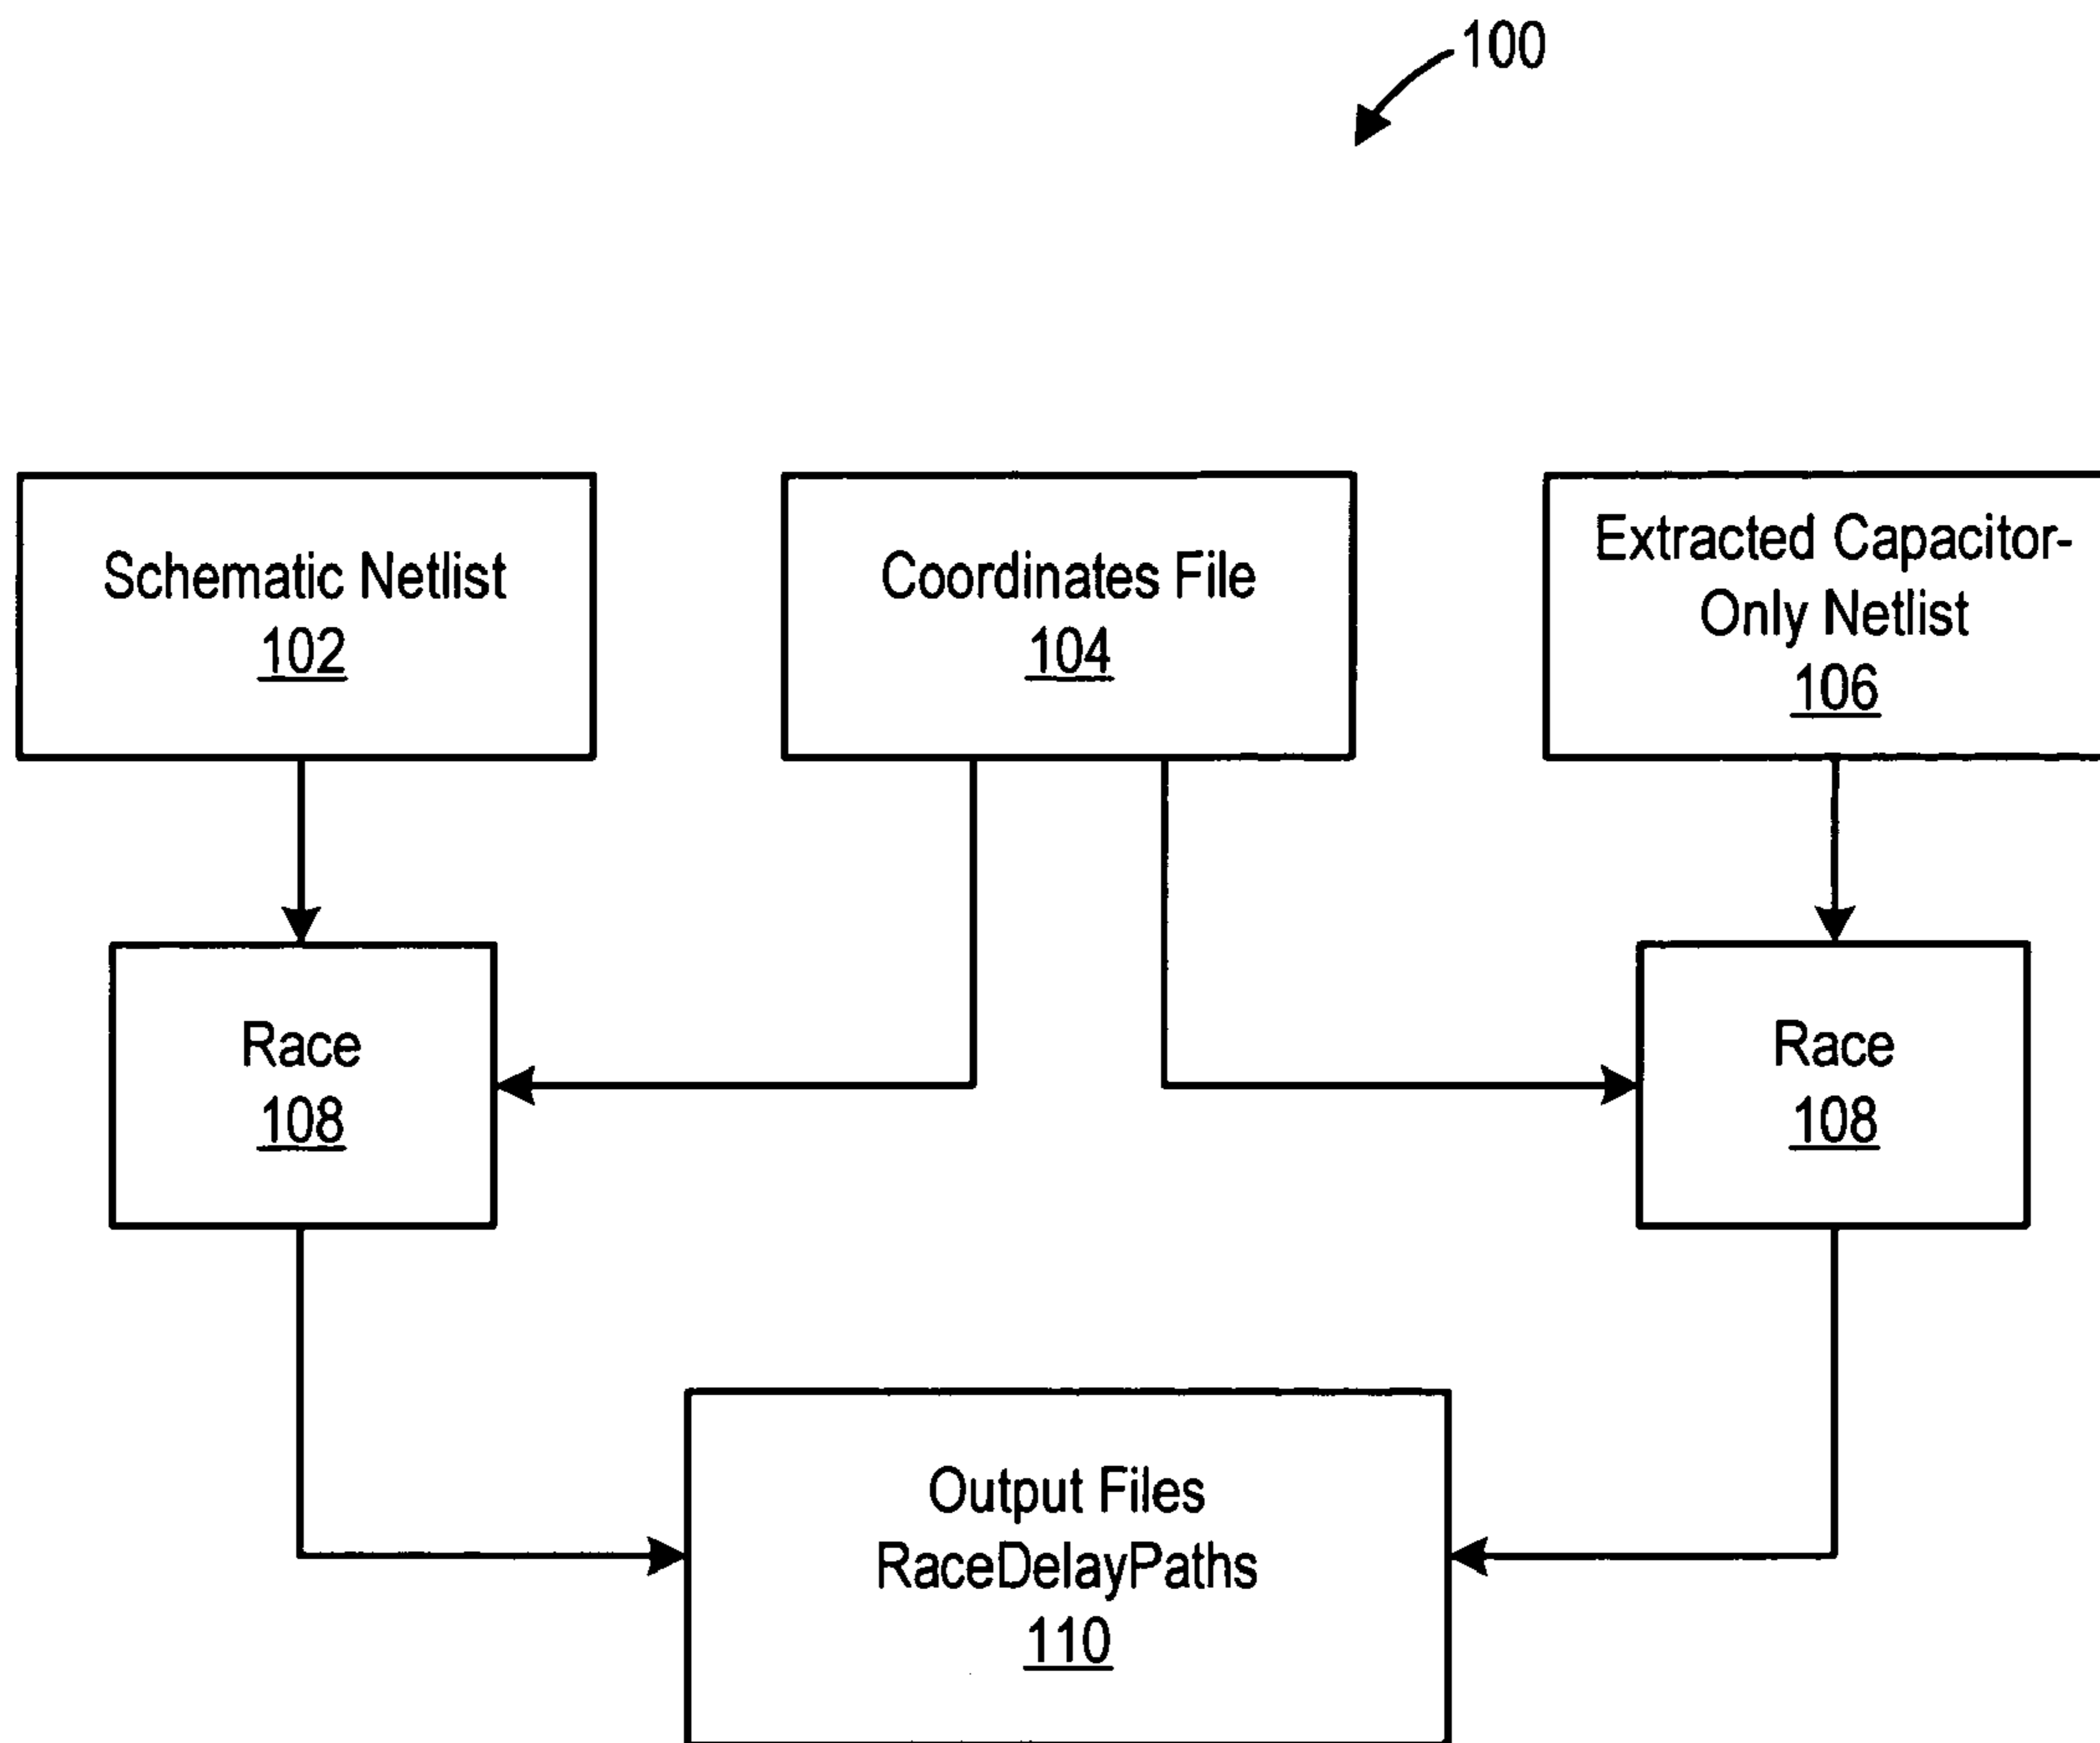 100
Schematic Netlist
102
Coordinates File
104
Extracted Capacitor-
Only Netlist
106
Race
108
Race
108
Output Files
RaceDelayPaths
110